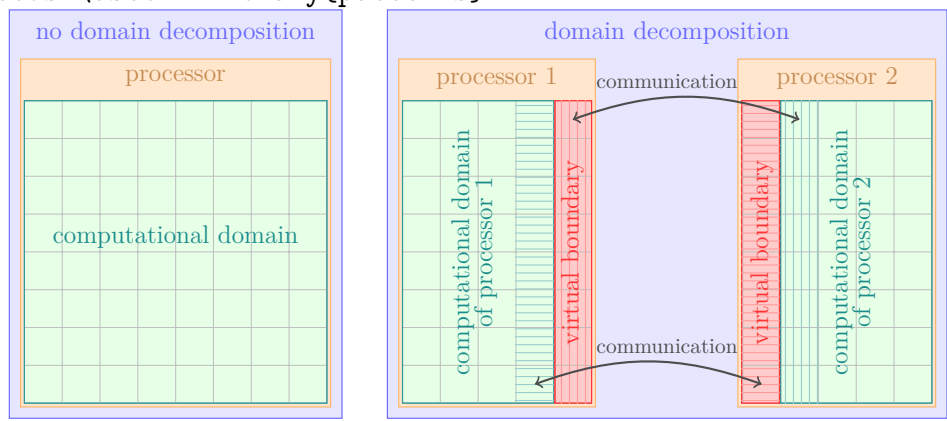 no domain decomposition
processor
computational domain
domain decomposition
processor 1
communication
processor 2
computational domain
of processor 1
virtual boundary
virtual boundary
computational domain
of processor 2
communication